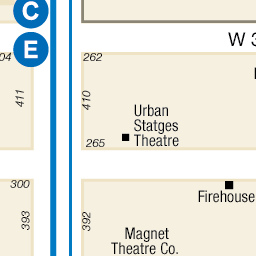 C
E
W 3
04
262
411
410
Urban
Statges
Theatre
265
300
Firehouse
393
392
Magnet
Theatre Co.